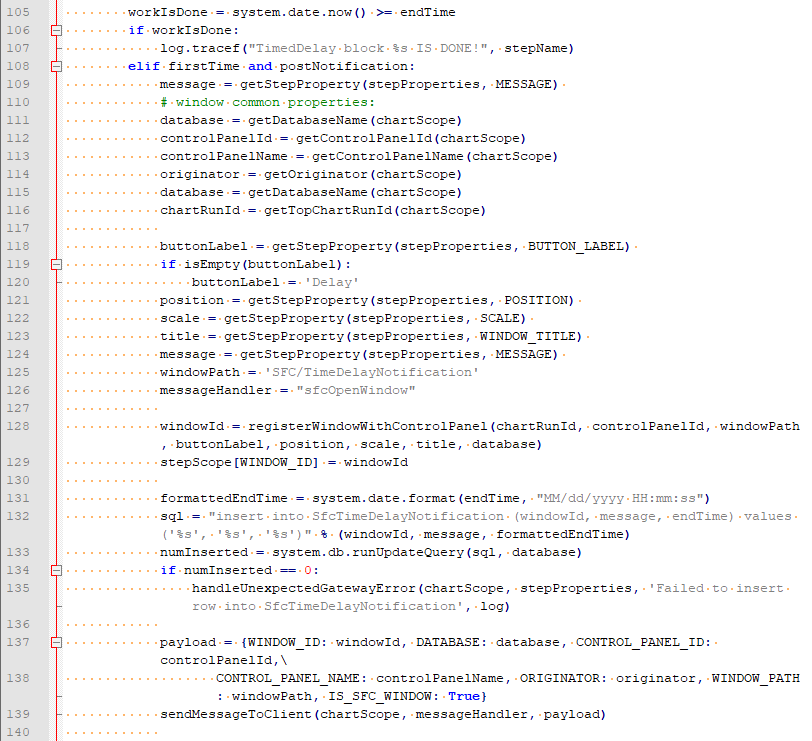 105 workIsDone = system.date.now() >= endTime
106 if workIsDone:
107 log.tracef("TimedDelay block %s IS DONE!", stepName)
108 elif firstTime and postNotification:
109 message = getStepProperty(stepProperties, MESSAGE)
110 # window common properties:
111 database = getDatabaseName(chartScope)
112 controlPanelId = getControlPanelId(chartScope)
113 controlPanelName = getControlPanelName(chartScope)
114 originator = getOriginator(chartScope)
115 database = getDatabaseName(chartScope)
116 chartRunId = getTopChartRunId(chartScope)
117
118 buttonLabel = getStepProperty(stepProperties, BUTTON_LABEL)
119 if isEmpty(buttonLabel):
120 buttonLabel = 'Delay'
121 position = getStepProperty(stepProperties, POSITION)
122 scale = getStepProperty(stepProperties, SCALE)
123 title = getStepProperty(stepProperties, WINDOW_TITLE)
124 message = getStepProperty(stepProperties, MESSAGE)
125 windowPath = 'SFC/TimeDelayNotification'
126 messageHandler = "sfcOpenWindow"
127
128 windowId = registerWindowWithControlPanel(chartRunId, controlPanelId, windowPath
, buttonLabel, position, scale, title, database)
129 stepScope[WINDOW_ID] = windowId
130
131 formattedEndTime = system.date.format(endTime, "MM/dd/yyyy HH:mm:ss")
132 sql = "insert into SfcTimeDelayNotification (windowId, message, endTime) values
('%s', '%s', '%s')" % (windowId, message, formattedEndTime)
133 numInserted = system.db.runUpdateQuery(sql, database)
134 if numInserted == 0:
135 handleUnexpectedGatewayError(chartScope, stepProperties, 'Failed to insert
row into SfcTimeDelayNotification', log)
136
137 payload = {WINDOW_ID: windowId, DATABASE: database, CONTROL_PANEL_ID:
controlPanelId,\
138 CONTROL_PANEL_NAME: controlPanelName, ORIGINATOR: originator, WINDOW_PATH
: windowPath, IS_SFC_WINDOW: True}
139 sendMessageToClient(chartScope, messageHandler, payload)
140